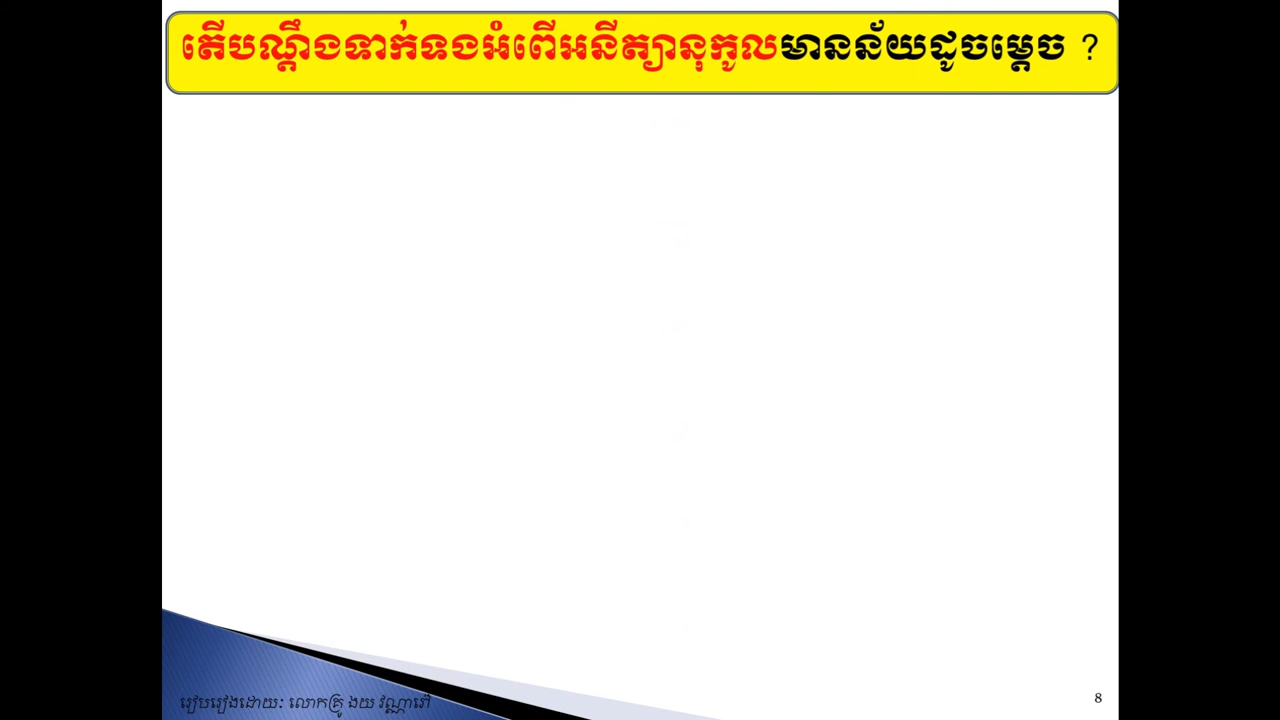 តើបណ្ដឹងទាក់ទងអំពើអនីត្យានុកូលមានន័យដូចម្ដេច ?
រៀបរៀងដោយ: លោកគ្រូ ងយ វណ្ណារៅ
8